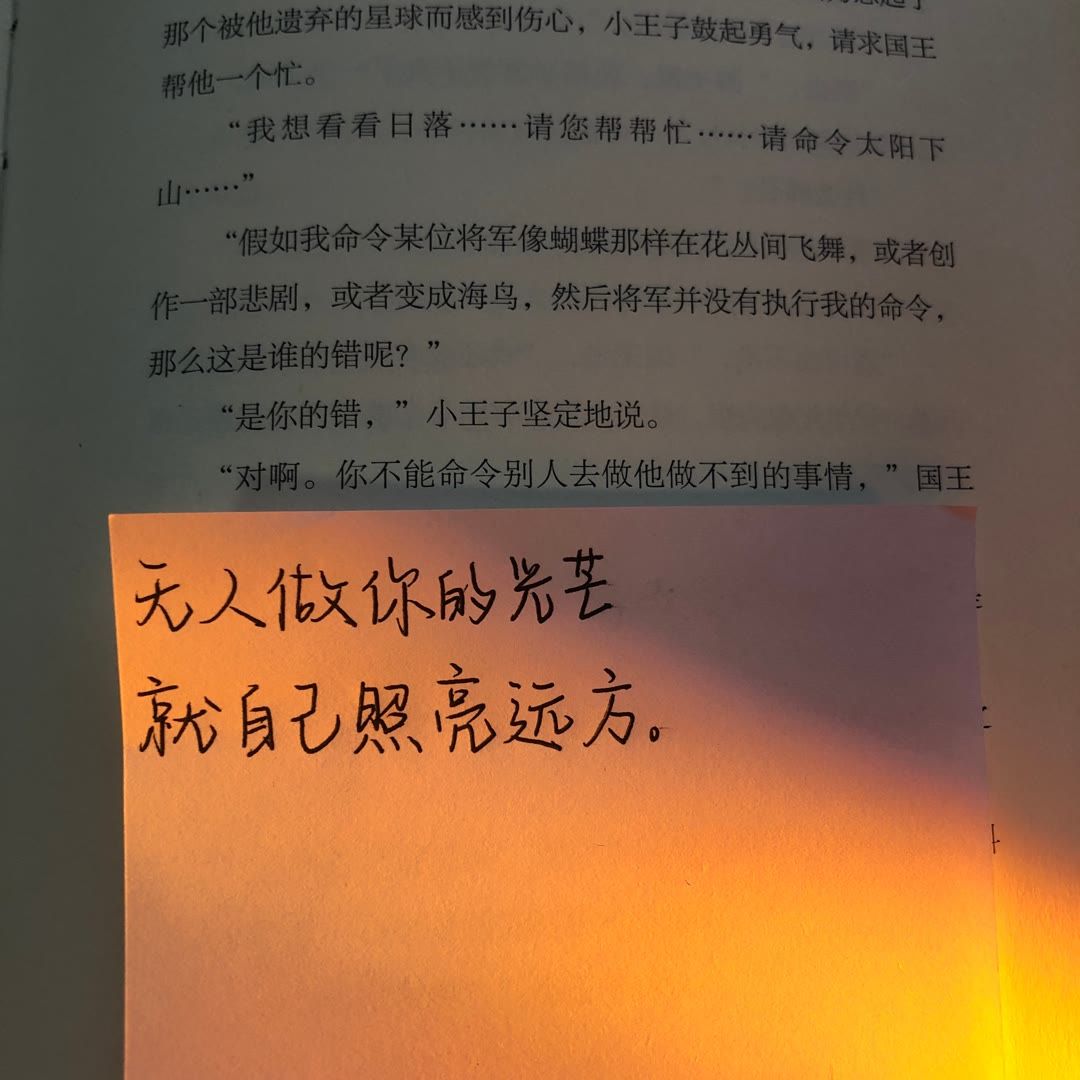 那个被他遗弃的星球而感到伤心，小王子鼓起勇气，请求国王
帮他一个忙。
“我想看看日落……请您帮帮忙……请命令太阳下
山……”
“假如我命令某位将军像蝴蝶那样在花丛间飞舞，或者创
作一部悲剧，或者变成海鸟，然后将军并没有执行我的命令，
那么这是谁的错呢？”
“是你的错，”小王子坚定地说。
“对啊。你不能命令别人去做他做不到的事情，”国王
无人做你的光芒
就自己照亮远方。